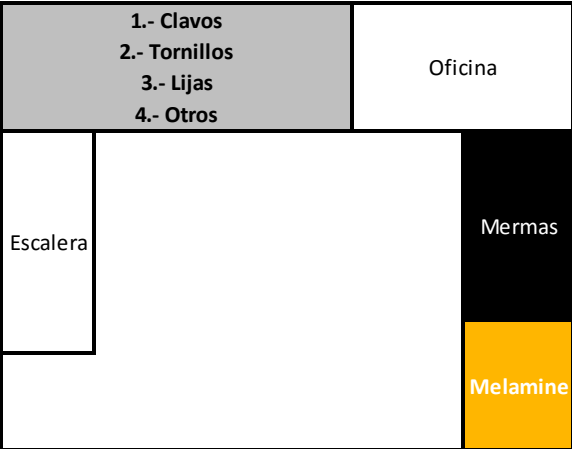 1.- Clavos
2.- Tornillos
3.- Lijas
4.- Otros
Oficina
Escalera
Mermas
Melamine